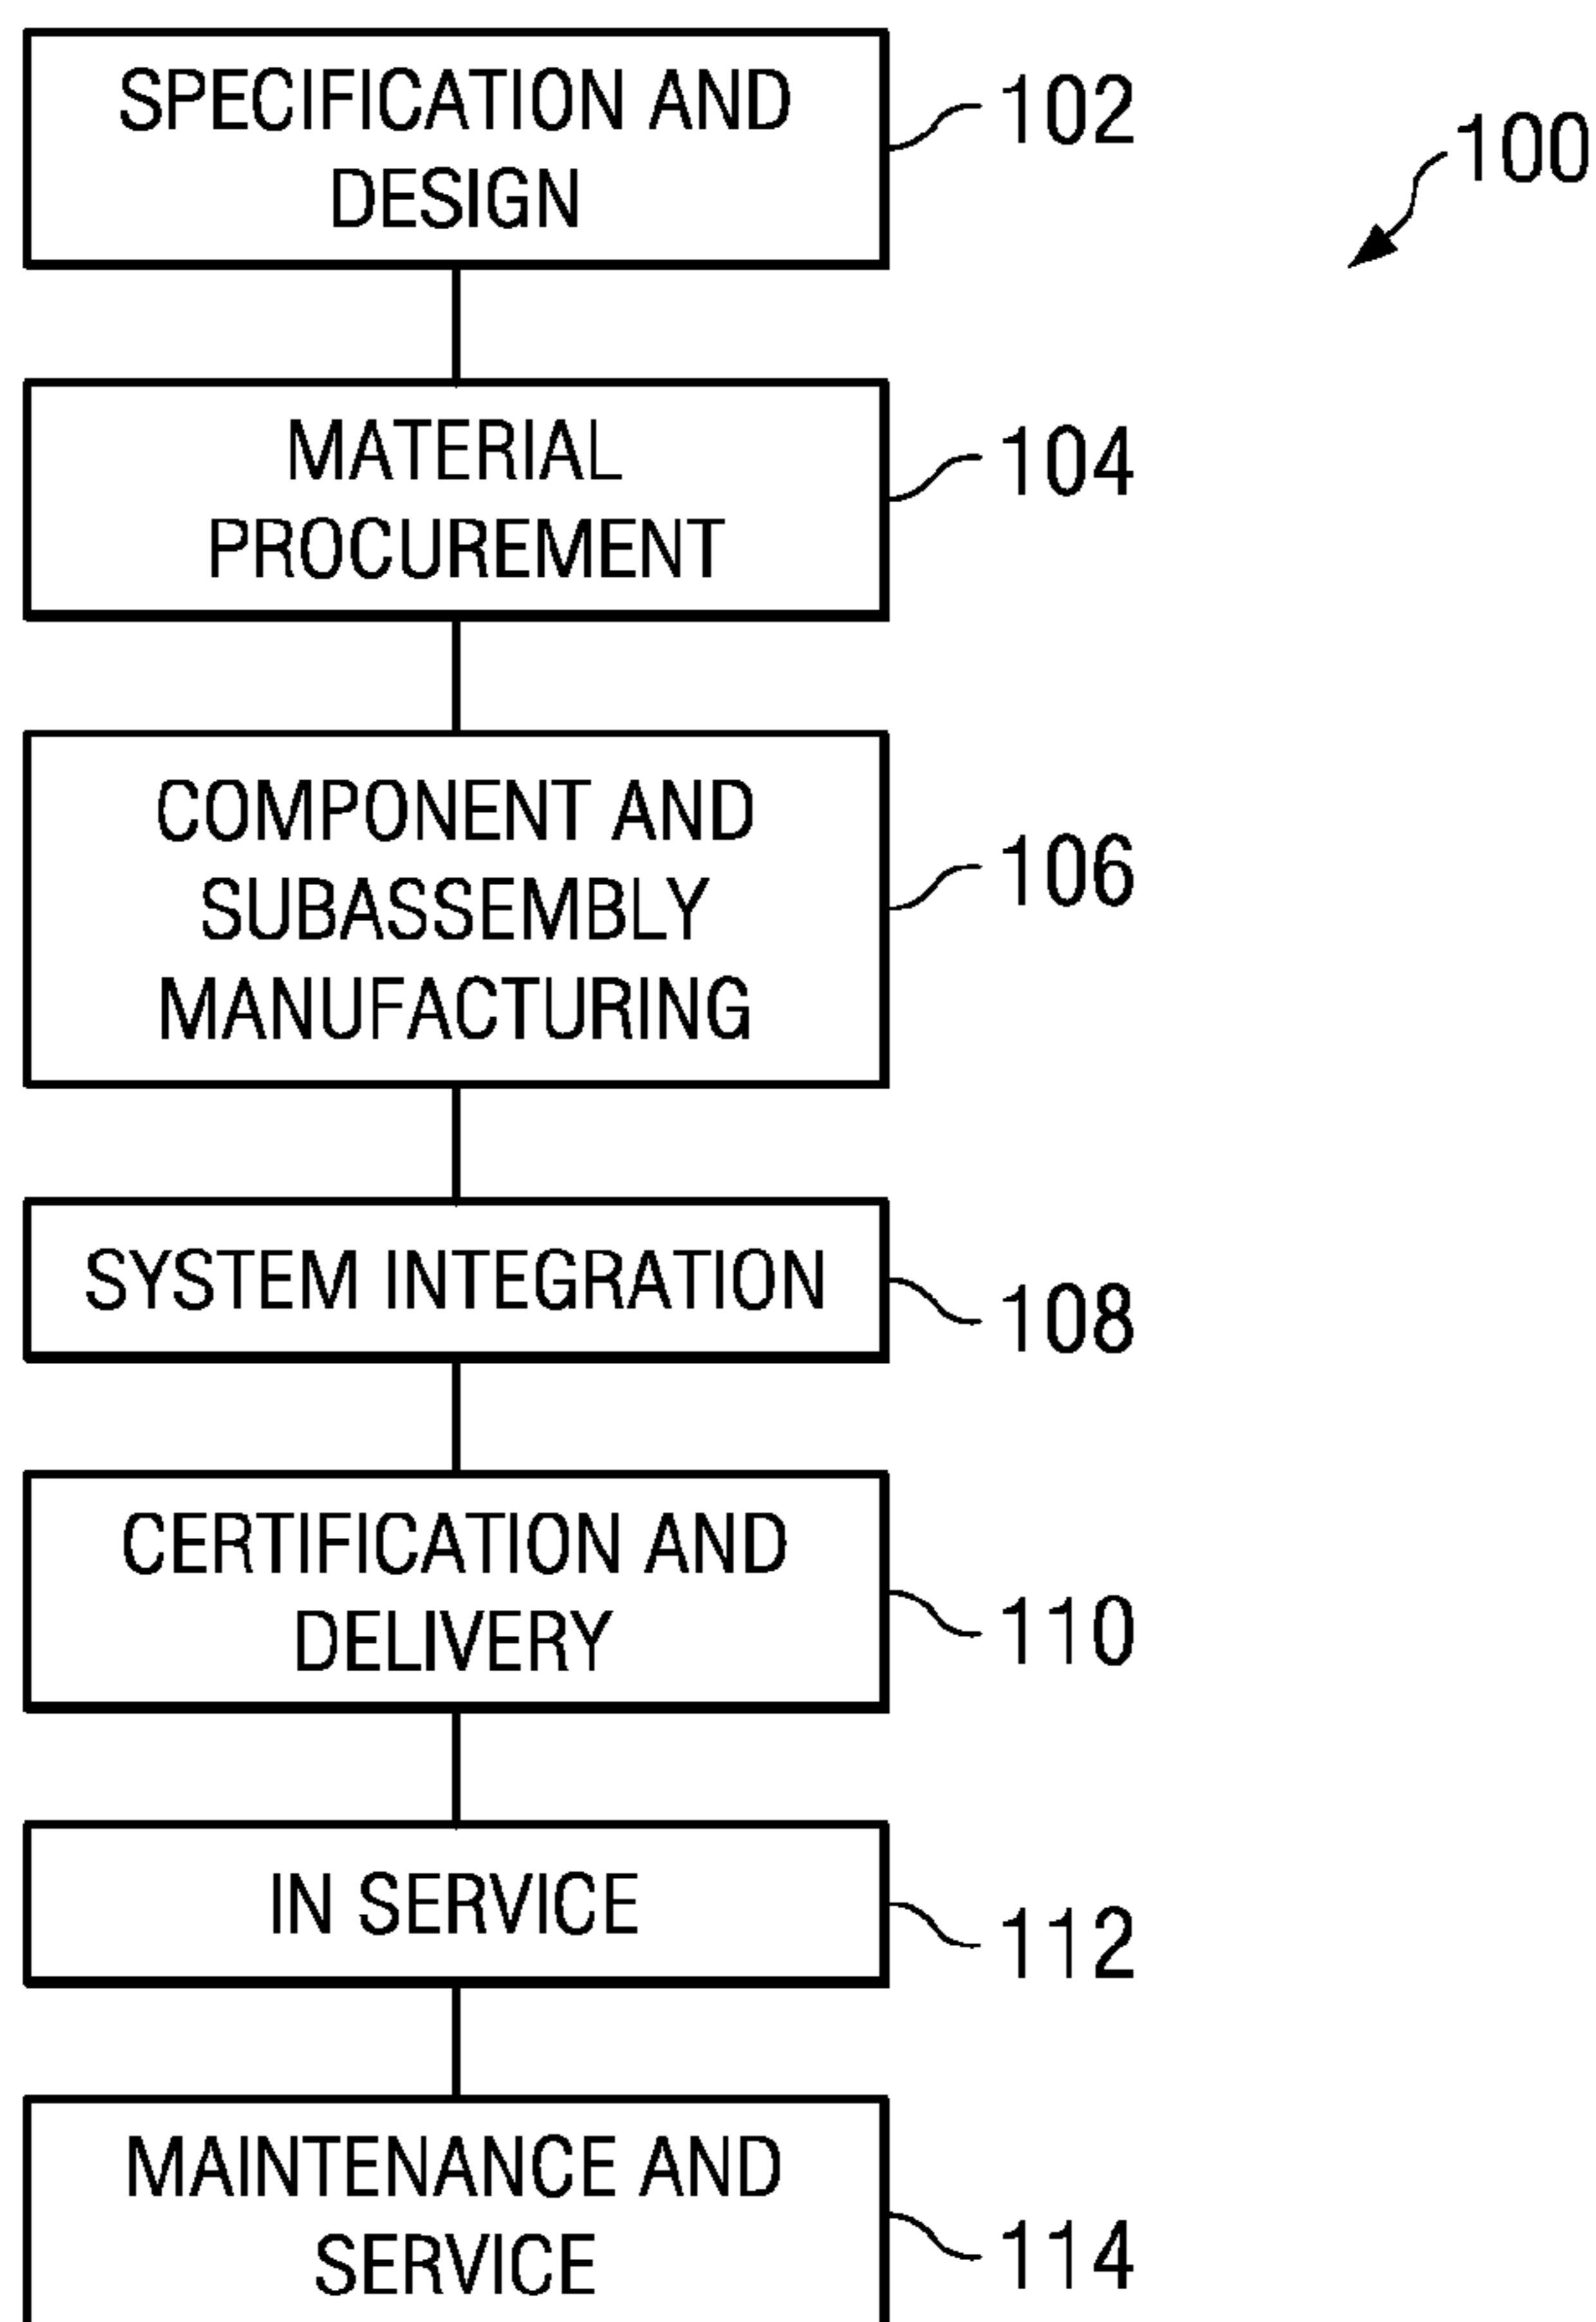 SPECIFICATION AND
DESIGN
102
100
MATERIAL
PROCUREMENT
104
COMPONENT AND
SUBASSEMBLY
MANUFACTURING
106
SYSTEM INTEGRATION
108
CERTIFICATION AND
DELIVERY
110
IN SERVICE
112
MAINTENANCE AND
SERVICE
114